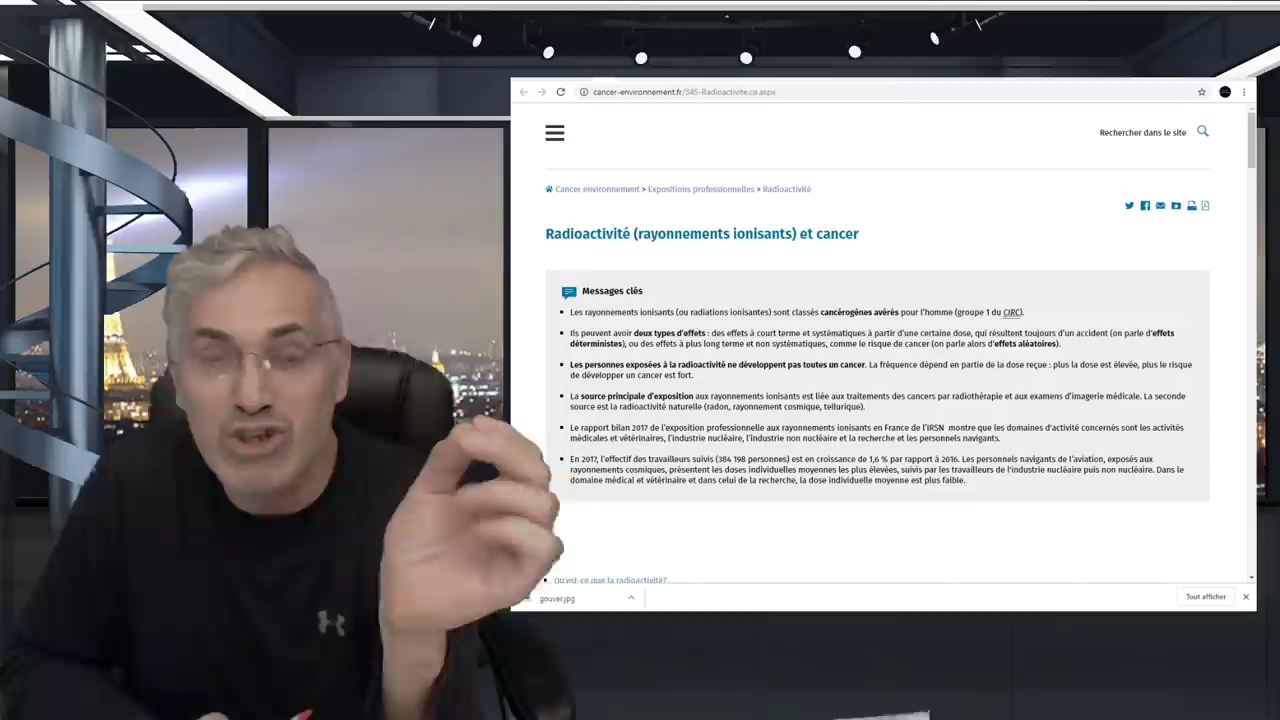 cancer-environnement.fr/345-Radioactivite.ce.aspx
Rechercher dans le site
Cancer environnement > Expositions professionnelles > Radioactivité
Radioactivité (rayonnements ionisants) et cancer
Messages clés
Les rayonnements ionisants (ou radiations ionisantes) sont classés cancérogènes avérés pour l'homme (groupe 1 du CIRC).
Ils peuvent avoir deux types d'effets : des effets à court terme et systématiques à partir d'une certaine dose, qui résultent toujours d'un accident (on parle d'effets
déterministes), ou des effets à plus long terme et non systématiques, comme le risque de cancer (on parle alors d'effets aléatoires).
Les personnes exposées à la radioactivité ne développent pas toutes un cancer. La fréquence dépend en partie de la dose reçue : plus la dose est élevée, plus le risque
de développer un cancer est fort.
La source principale d'exposition aux rayonnements ionisants est liée aux traitements des cancers par radiothérapie et aux examens d'imagerie médicale. La seconde
source est la radioactivité naturelle (radon, rayonnement cosmique, tellurique).
Le rapport bilan 2017 de l'exposition professionnelle aux rayonnements ionisants en France de l'IRSN montre que les domaines d'activité concernés sont les activités
médicales et vétérinaires, l'industrie nucléaire, l'industrie non nucléaire et la recherche et les personnels navigants.
En 2017, l'effectif des travailleurs suivis (384 198 personnes) est en croissance de 1,6 % par rapport à 2016. Les personnels navigants de l'aviation, exposés aux
rayonnements cosmiques, présentent les doses individuelles moyennes les plus élevées, suivis par les travailleurs de l'industrie nucléaire puis non nucléaire. Dans le
domaine médical et vétérinaire et dans celui de la recherche, la dose individuelle moyenne est plus faible.
Qu'est-ce que la radioactivité?
gouver.jpg
Tout afficher